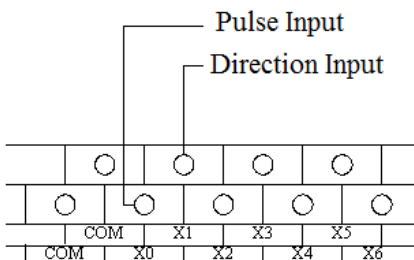 Pulse Input
Direction Input
COM X1 X3 X5
COM X0 X2 X4 X6